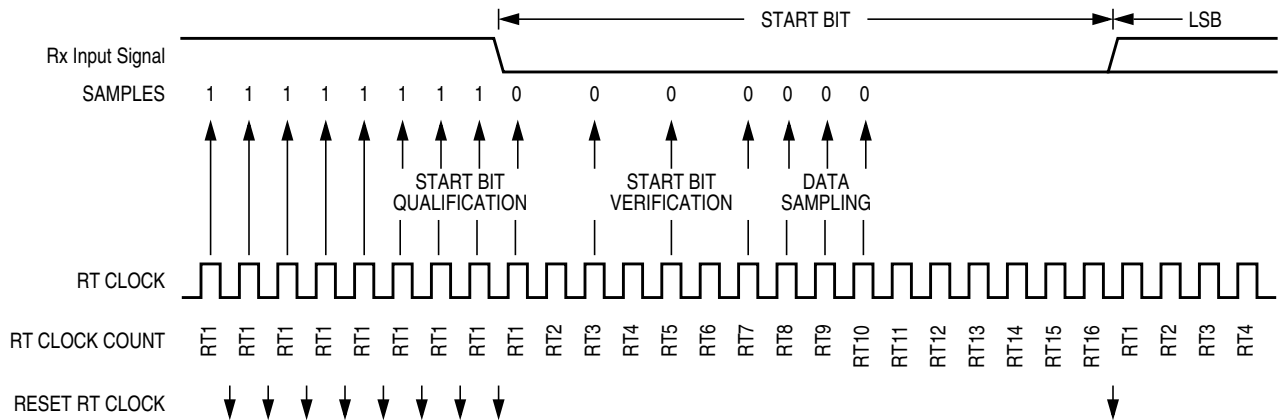 START BIT LSB
Rx Input Signal
SAMPLES 1 1 1 1 1 1 1 1 0 0 0 0 0 0 0
START BIT
QUALIFICATION
START BIT
VERIFICATION
DATA
SAMPLING
RT CLOCK
RT CLOCK COUNT RT1 RT1 RT1 RT1 RT1 RT1 RT1 RT1 RT1 RT2 RT3 RT4 RT5 RT6 RT7 RT8 RT9 RT10 RT11 RT12 RT13 RT14 RT15 RT16 RT1 RT2 RT3 RT4
RESET RT CLOCK